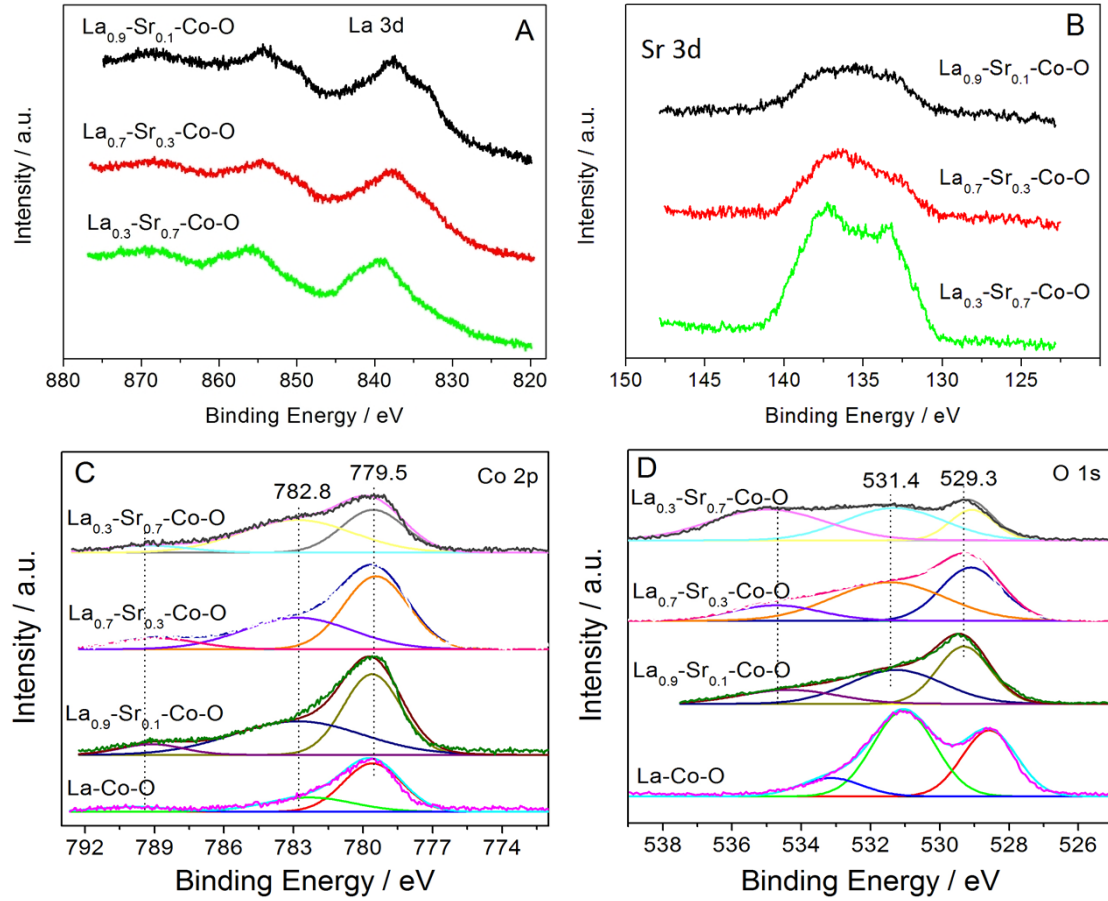 A
La 3d
La₀.₉-Sr₀.₁-Co-O
La₀.₇-Sr₀.₃-Co-O
La₀.₃-Sr₀.₇-Co-O
Intensity / a.u.
880 870 860 850 840 830 820
Binding Energy / eV
B
Sr 3d
La₀.₉-Sr₀.₁-Co-O
La₀.₇-Sr₀.₃-Co-O
La₀.₃-Sr₀.₇-Co-O
Intensity / a.u.
150 145 140 135 130 125
Binding Energy / eV
C
779.5
Co 2p
782.8
La₀.₃-Sr₀.₇-Co-O
La₀.₇-Sr₀.₃-Co-O
La₀.₉-Sr₀.₁-Co-O
La-Co-O
Intensity / a.u.
792 789 786 783 780 777 774
Binding Energy / eV
D
531.4
529.3
O 1s
La₀.₃-Sr₀.₇-Co-O
La₀.₇-Sr₀.₃-Co-O
La₀.₉-Sr₀.₁-Co-O
La-Co-O
Intensity / a.u.
538 536 534 532 530 528 526
Binding Energy / eV